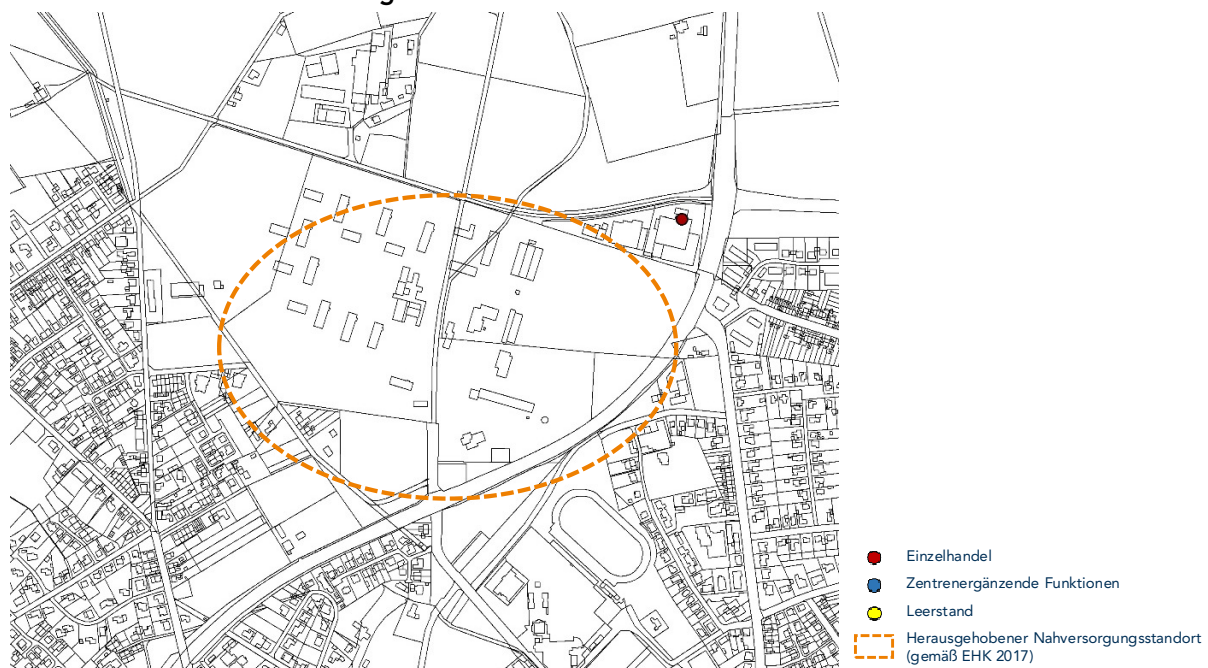 Einzelhandel
Zentrenergänzende Funktionen
Leerstand
Herausgehobener Nahversorgungsstandort
(gemäß EHK 2017)